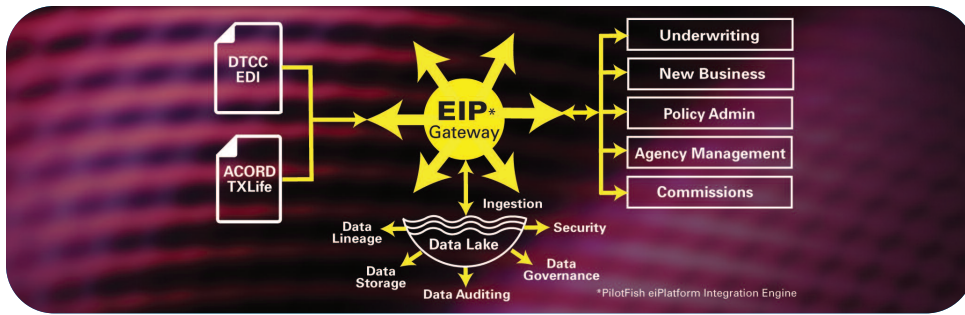 DTCC
EDI
ACORD
TXLife
EIP*
Gateway
Underwriting
New Business
Policy Admin
Agency Management
Commissions
Ingestion
Data
Lineage
Data Lake
Security
Data
Storage
Data Auditing
Data
Governance
*PilotFish eiPlatform Integration Engine